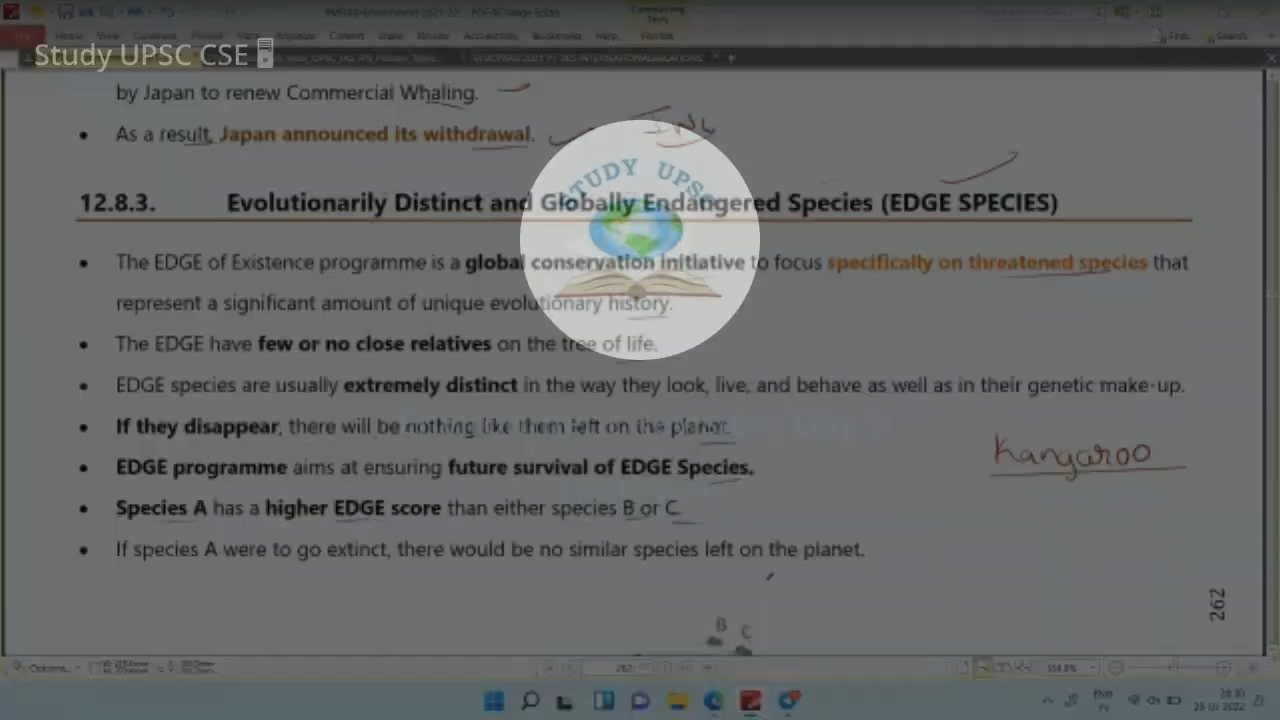 Study UPSC CSE
by Japan to renew Commercial Whaling.
• As a result, Japan announced its withdrawal.
STUDY UPSC
12.8.3. Evolutionarily Distinct and Globally Endangered Species (EDGE SPECIES)
• The EDGE of Existence programme is a global conservation initiative to focus specifically on threatened species that
represent a significant amount of unique evolutionary history.
• The EDGE have few or no close relatives on the tree of life.
• EDGE species are usually extremely distinct in the way they look, live, and behave as well as in their genetic make-up.
• If they disappear, there will be nothing like them left on the planet.
• EDGE programme aims at ensuring future survival of EDGE Species.
Kangaroo
• Species A has a higher EDGE score than either species B or C.
• If species A were to go extinct, there would be no similar species left on the planet.
262
B C